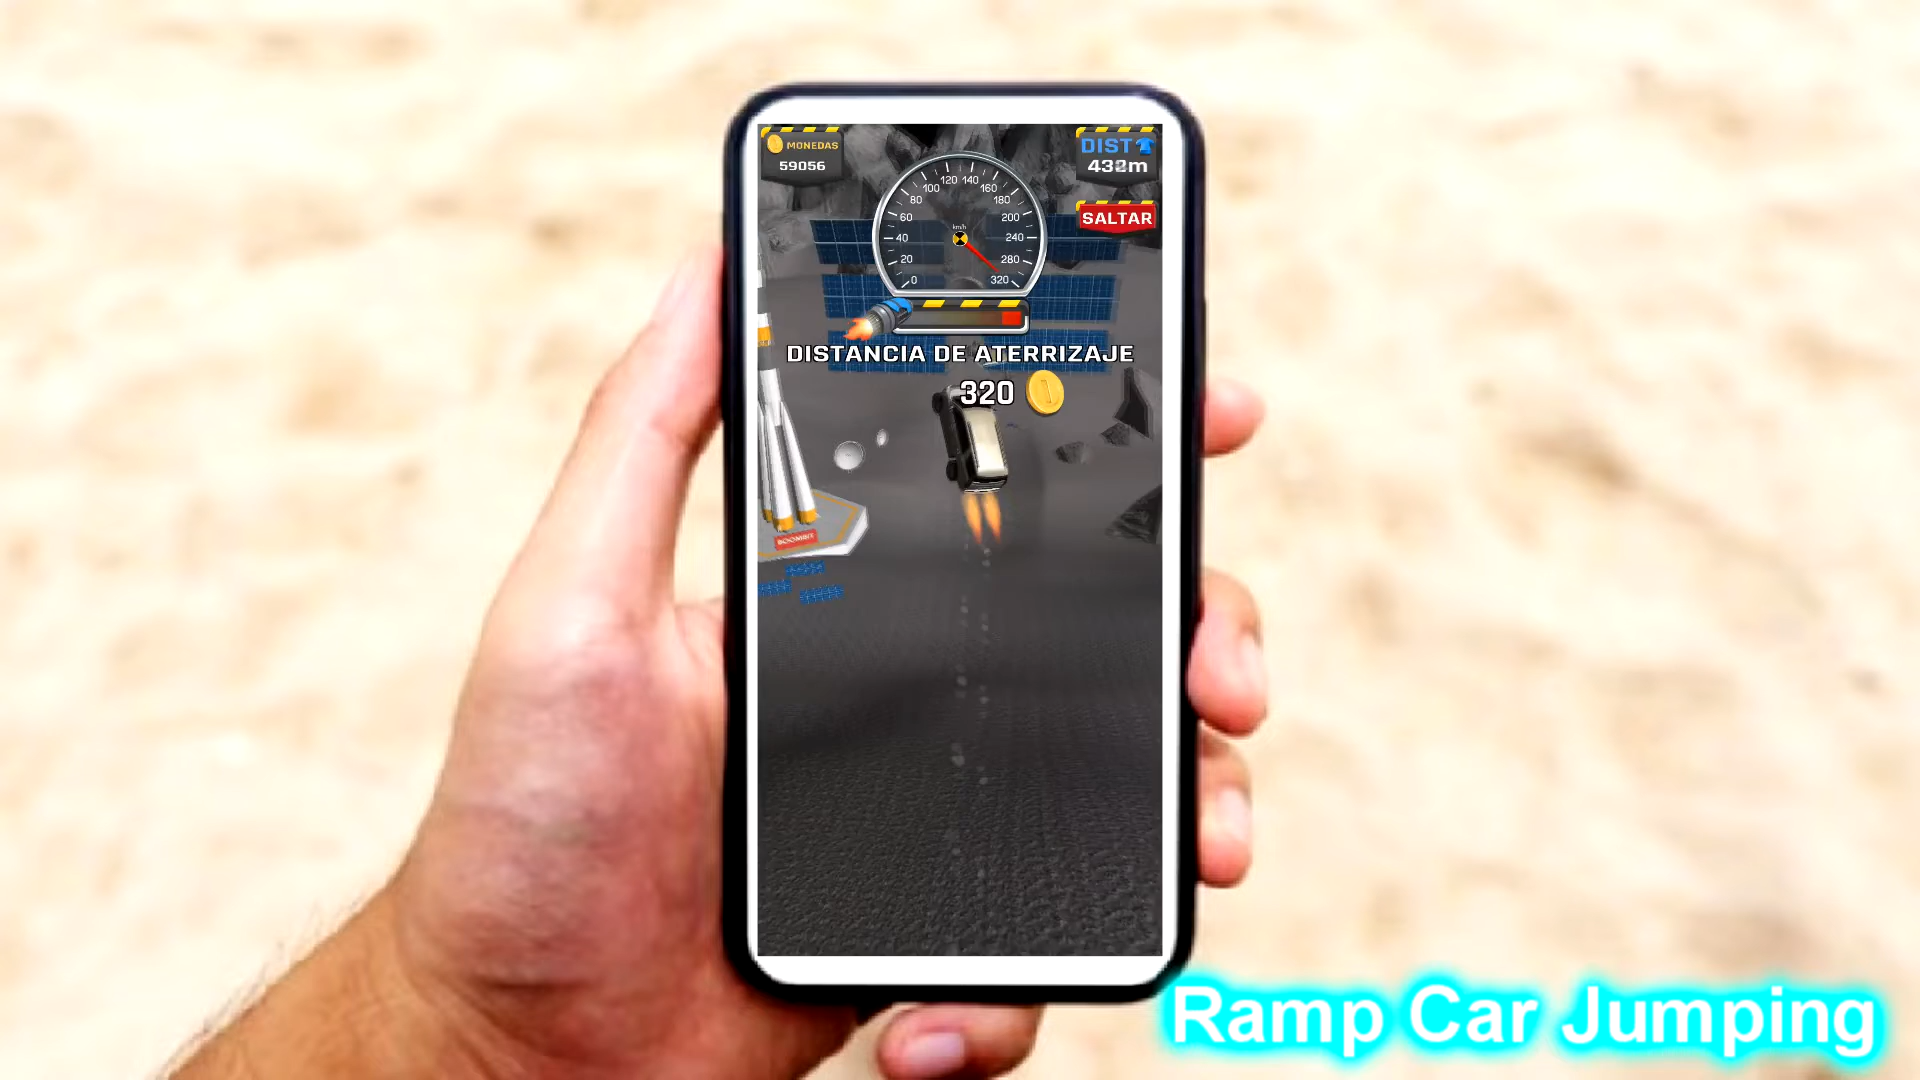 MONEDAS
59056
DIST
SALTAR
120 140
100 160
80 180
60 200
km/h
40 240
20 280
0 320
DISTANCIA DE ATERRIZAJE
320
Ramp Car Jumping